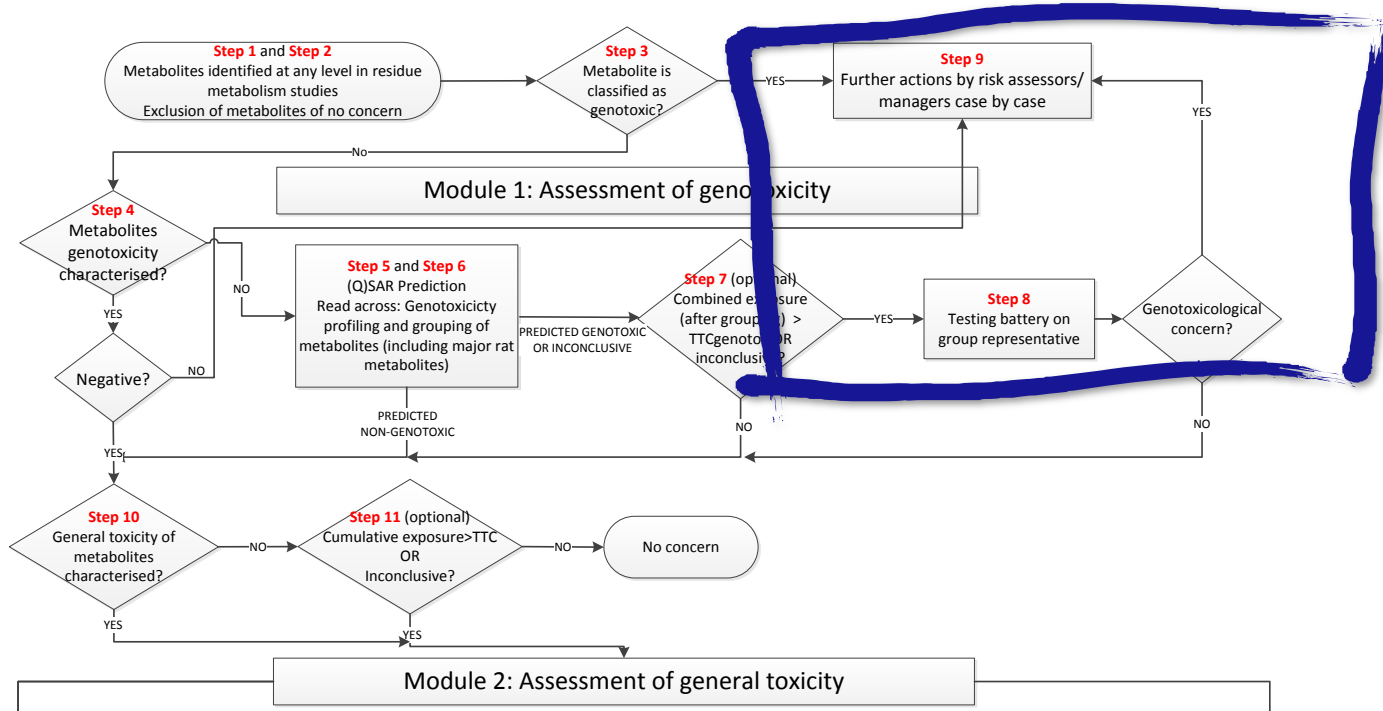 Step 1 and Step 2
Metabolites identified at any level in residue
metabolism studies
Exclusion of metabolites of no concern
Step 3
Metabolite is
classified as
genotoxic?
YES
Step 9
Further actions by risk assessors/
managers case by case
YES
No
Module 1: Assessment of genotoxicity
Step 4
Metabolites
genotoxicity
characterised?
NO
YES
Negative?
NO
YES
Step 5 and Step 6
(Q)SAR Prediction
Read across: Genotoxicicty
profiling and grouping of
metabolites (including major rat
metabolites)
PREDICTED GENOTOXIC
OR INCONCLUSIVE
PREDICTED
NON-GENOTOXIC
Step 7 (optional)
Combined exposure
(after grouping) >
TTCgenotox OR
inconclusive?
YES
NO
Step 8
Testing battery on
group representative
Genotoxicological
concern?
NO
Step 10
General toxicity of
metabolites
characterised?
NO
YES
Step 11 (optional)
Cumulative exposure>TTC
OR
Inconclusive?
NO
YES
No concern
Module 2: Assessment of general toxicity